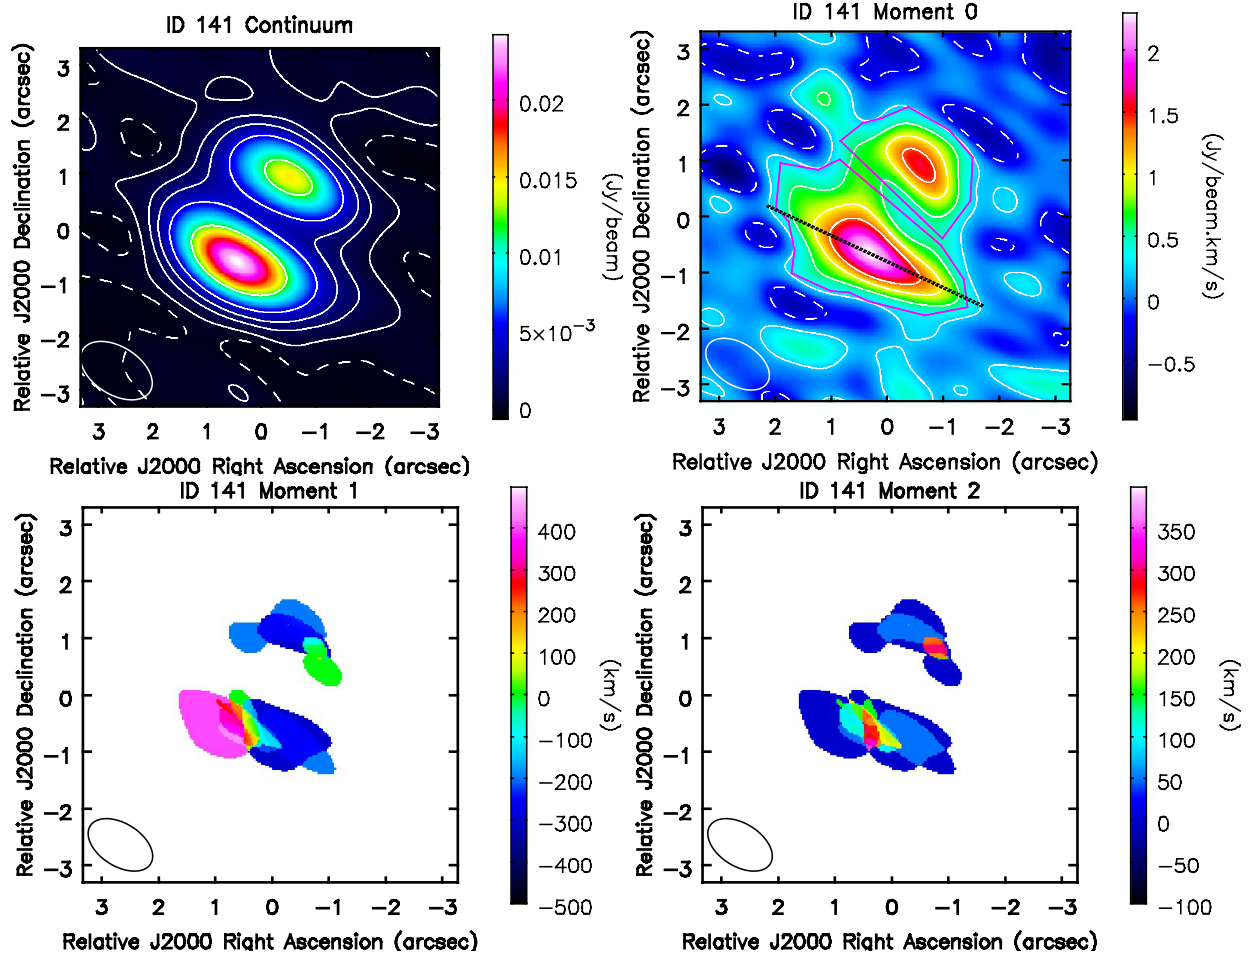 ID 141 Continuum
Relative J2000 Declination (arcsec)
3
2
1
0
−1
−2
−3
3 2 1 0 −1 −2 −3
Relative J2000 Right Ascension (arcsec)
0.02
0.015
0.01
5×10⁻³
0
(Jy/beam)
ID 141 Moment 0
Relative J2000 Declination (arcsec)
3
2
1
0
−1
−2
−3
3 2 1 0 −1 −2 −3
Relative J2000 Right Ascension (arcsec)
2
1.5
1
0.5
0
−0.5
(Jy/beam.km/s)
ID 141 Moment 1
Relative J2000 Declination (arcsec)
3
2
1
0
−1
−2
−3
3 2 1 0 −1 −2 −3
Relative J2000 Right Ascension (arcsec)
400
300
200
100
0
−100
−200
−300
−400
−500
(km/s)
ID 141 Moment 2
Relative J2000 Declination (arcsec)
3
2
1
0
−1
−2
−3
3 2 1 0 −1 −2 −3
Relative J2000 Right Ascension (arcsec)
350
300
250
200
150
100
50
0
−50
−100
(km/s)